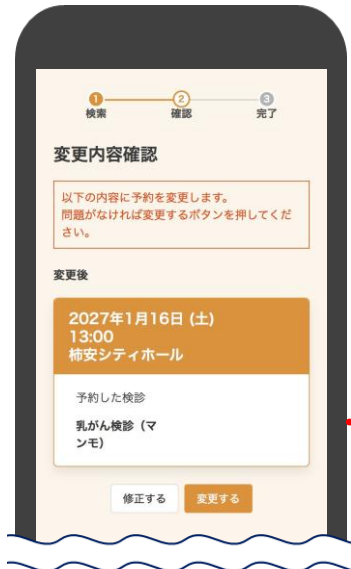 1 2 3
検索 確認 完了
変更内容確認
以下の内容に予約を変更します。
問題がなければ変更するボタンを押してくだ
さい。
変更後
2027年1月16日 (土)
13:00
柿安シティホール
予約した検診
乳がん検診（マ
ンモ）
修正する 変更する